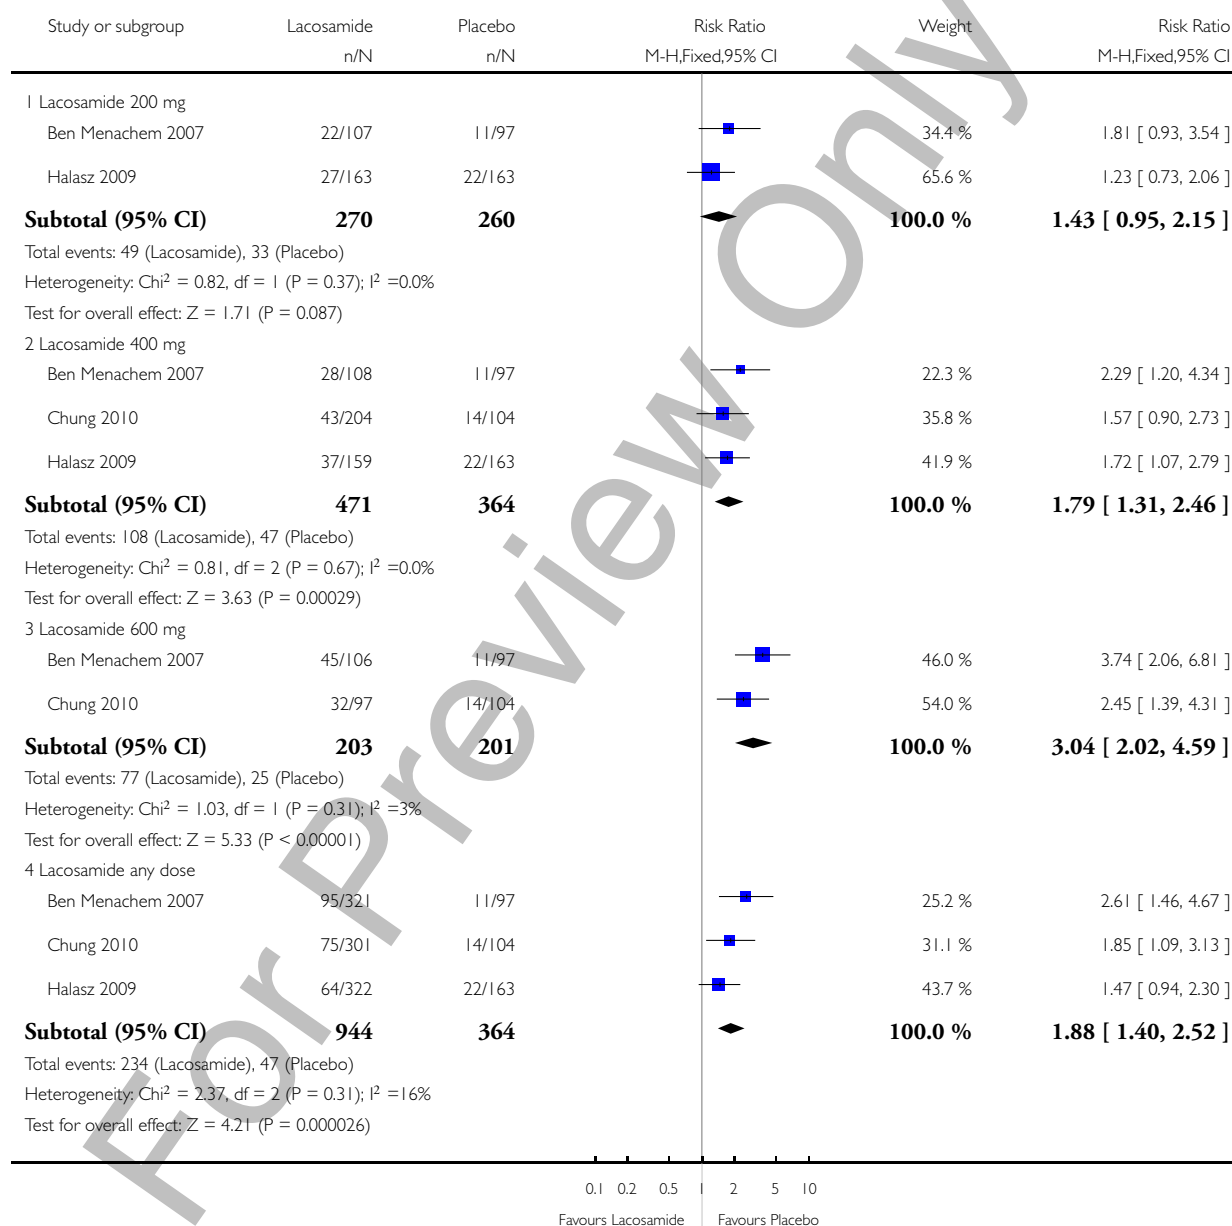 Study or subgroup Lacosamide Placebo Risk Ratio Weight Risk Ratio
n/N n/N M-H,Fixed,95% CI M-H,Fixed,95% CI
1 Lacosamide 200 mg
Ben Menachem 2007 22/107 11/97 34.4 % 1.81 [ 0.93, 3.54 ]
Halasz 2009 27/163 22/163 65.6 % 1.23 [ 0.73, 2.06 ]
Subtotal (95% CI) 270 260 100.0 % 1.43 [ 0.95, 2.15 ]
Total events: 49 (Lacosamide), 33 (Placebo)
Heterogeneity: Chi² = 0.82, df = 1 (P = 0.37); I² =0.0%
Test for overall effect: Z = 1.71 (P = 0.087)
2 Lacosamide 400 mg
Ben Menachem 2007 28/108 11/97 22.3 % 2.29 [ 1.20, 4.34 ]
Chung 2010 43/204 14/104 35.8 % 1.57 [ 0.90, 2.73 ]
Halasz 2009 37/159 22/163 41.9 % 1.72 [ 1.07, 2.79 ]
Subtotal (95% CI) 471 364 100.0 % 1.79 [ 1.31, 2.46 ]
Total events: 108 (Lacosamide), 47 (Placebo)
Heterogeneity: Chi² = 0.81, df = 2 (P = 0.67); I² =0.0%
Test for overall effect: Z = 3.63 (P = 0.00029)
3 Lacosamide 600 mg
Ben Menachem 2007 45/106 11/97 46.0 % 3.74 [ 2.06, 6.81 ]
Chung 2010 32/97 14/104 54.0 % 2.45 [ 1.39, 4.31 ]
Subtotal (95% CI) 203 201 100.0 % 3.04 [ 2.02, 4.59 ]
Total events: 77 (Lacosamide), 25 (Placebo)
Heterogeneity: Chi² = 1.03, df = 1 (P = 0.31); I² =3%
Test for overall effect: Z = 5.33 (P < 0.00001)
4 Lacosamide any dose
Ben Menachem 2007 95/321 11/97 25.2 % 2.61 [ 1.46, 4.67 ]
Chung 2010 75/301 14/104 31.1 % 1.85 [ 1.09, 3.13 ]
Halasz 2009 64/322 22/163 43.7 % 1.47 [ 0.94, 2.30 ]
Subtotal (95% CI) 944 364 100.0 % 1.88 [ 1.40, 2.52 ]
Total events: 234 (Lacosamide), 47 (Placebo)
Heterogeneity: Chi² = 2.37, df = 2 (P = 0.31); I² =16%
Test for overall effect: Z = 4.21 (P = 0.000026)
0.1 0.2 0.5 1 2 5 10
Favours Lacosamide Favours Placebo
For Preview Only